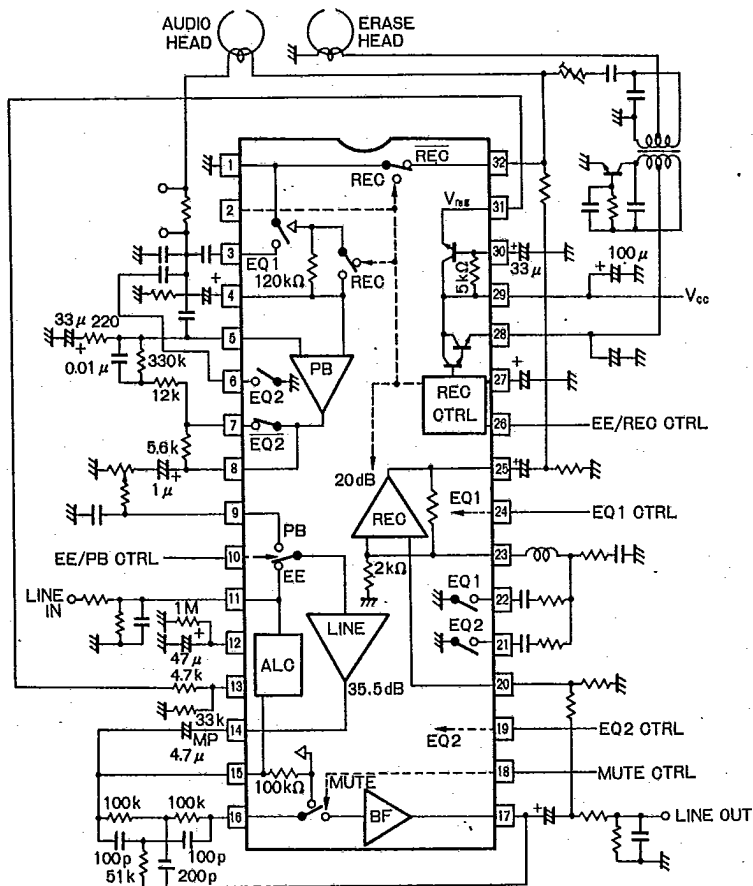 AUDIO
HEAD
ERASE
HEAD
1
2
3
4
5
6
7
8
9
10
11
12
13
14
15
16
32
31
30
29
28
27
26
25
24
23
22
21
20
19
18
17
REC
REC
Vreg
EQ1
120kΩ
REC
5kΩ
33μ
100μ
Vcc
33μ
220
0.01μ
330k
12k
5.6k
1μ
EQ2
EQ2
PB
REC
CTRL
EE/REC CTRL
20dB
REC
EQ1
EQ1 CTRL
2kΩ
EQ1
EQ2
PB
EE
EE/PB CTRL
LINE
IN
1M
47μ
4.7k
33k
MP
4.7μ
ALC
LINE
35.5dB
EQ2
EQ2 CTRL
MUTE CTRL
100kΩ
MUTE
BF
LINE OUT
100k
100k
100p
100p
51k
200p